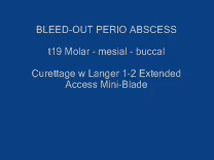 BLEED-OUT PERIO ABSCESS
t19 Molar - mesial - buccal
Curettage w Langer 1-2 Extended
Access Mini-Blade